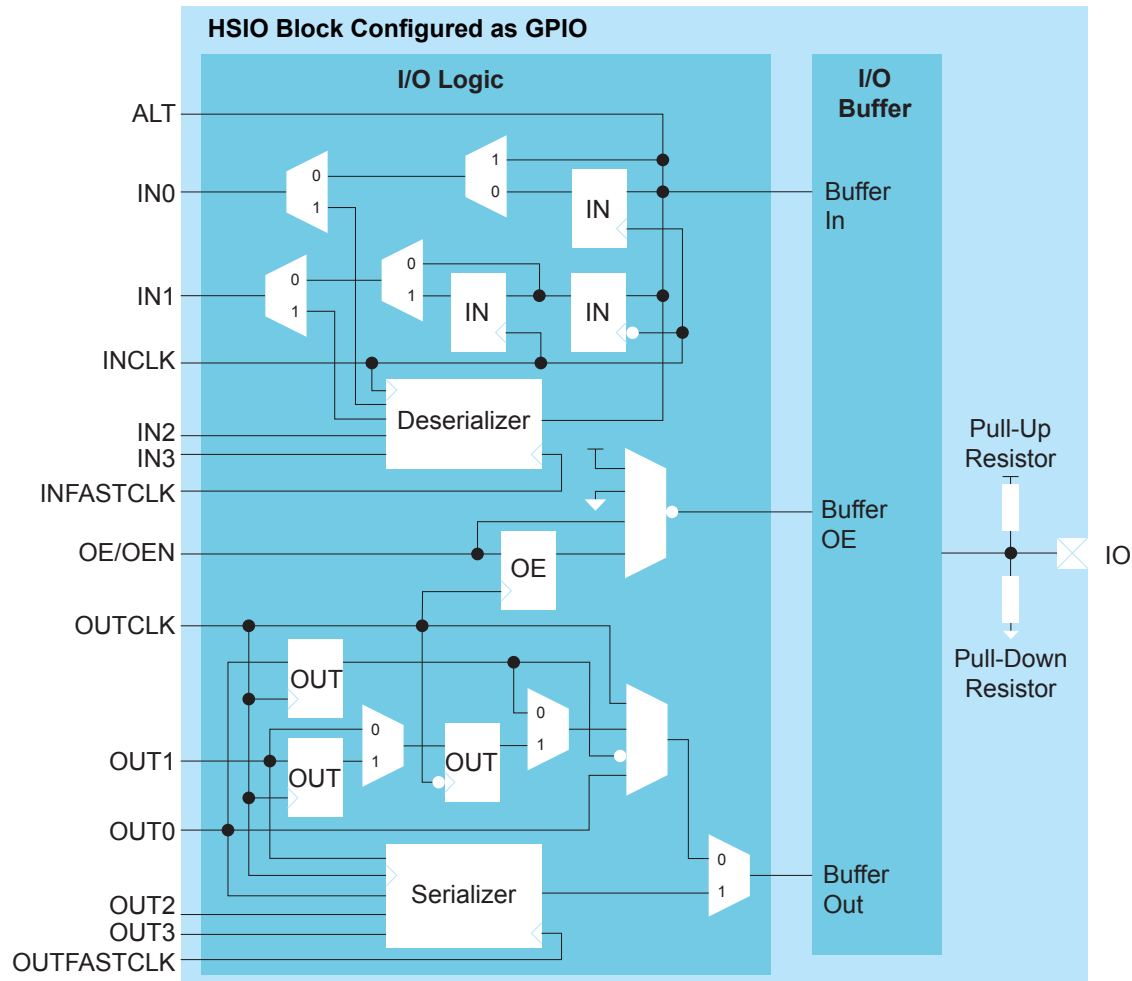 HSIO Block Configured as GPIO
I/O Logic
I/O
Buffer
ALT
IN0
0
1
1
0
IN
Buffer
In
IN1
0
1
0
1
IN
IN
INCLK
Deserializer
IN2
IN3
INFASTCLK
Pull-Up
Resistor
Buffer
OE
OE/OEN
OE
IO
OUTCLK
Pull-Down
Resistor
OUT
0
1
OUT
0
1
OUT
OUT1
OUT0
0
1
Serializer
Buffer
Out
OUT2
OUT3
OUTFASTCLK